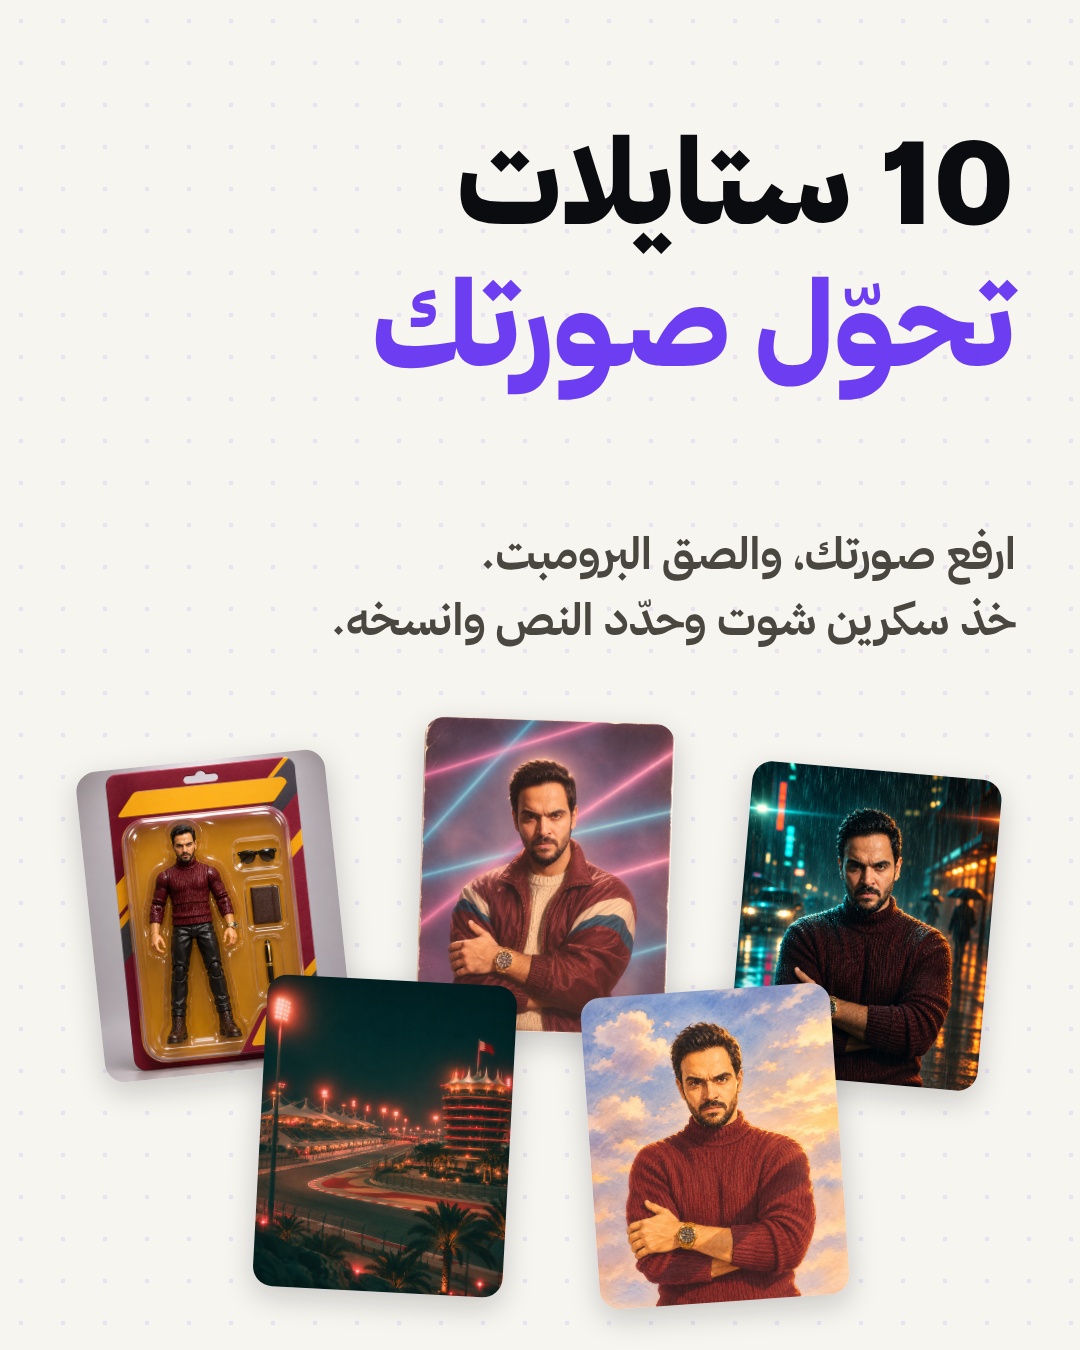 10 ستايلات
تحوّل صورتك
ارفع صورتك، والصق البرومبت.
خذ سكرين شوت وحدّد النص وانسخه.